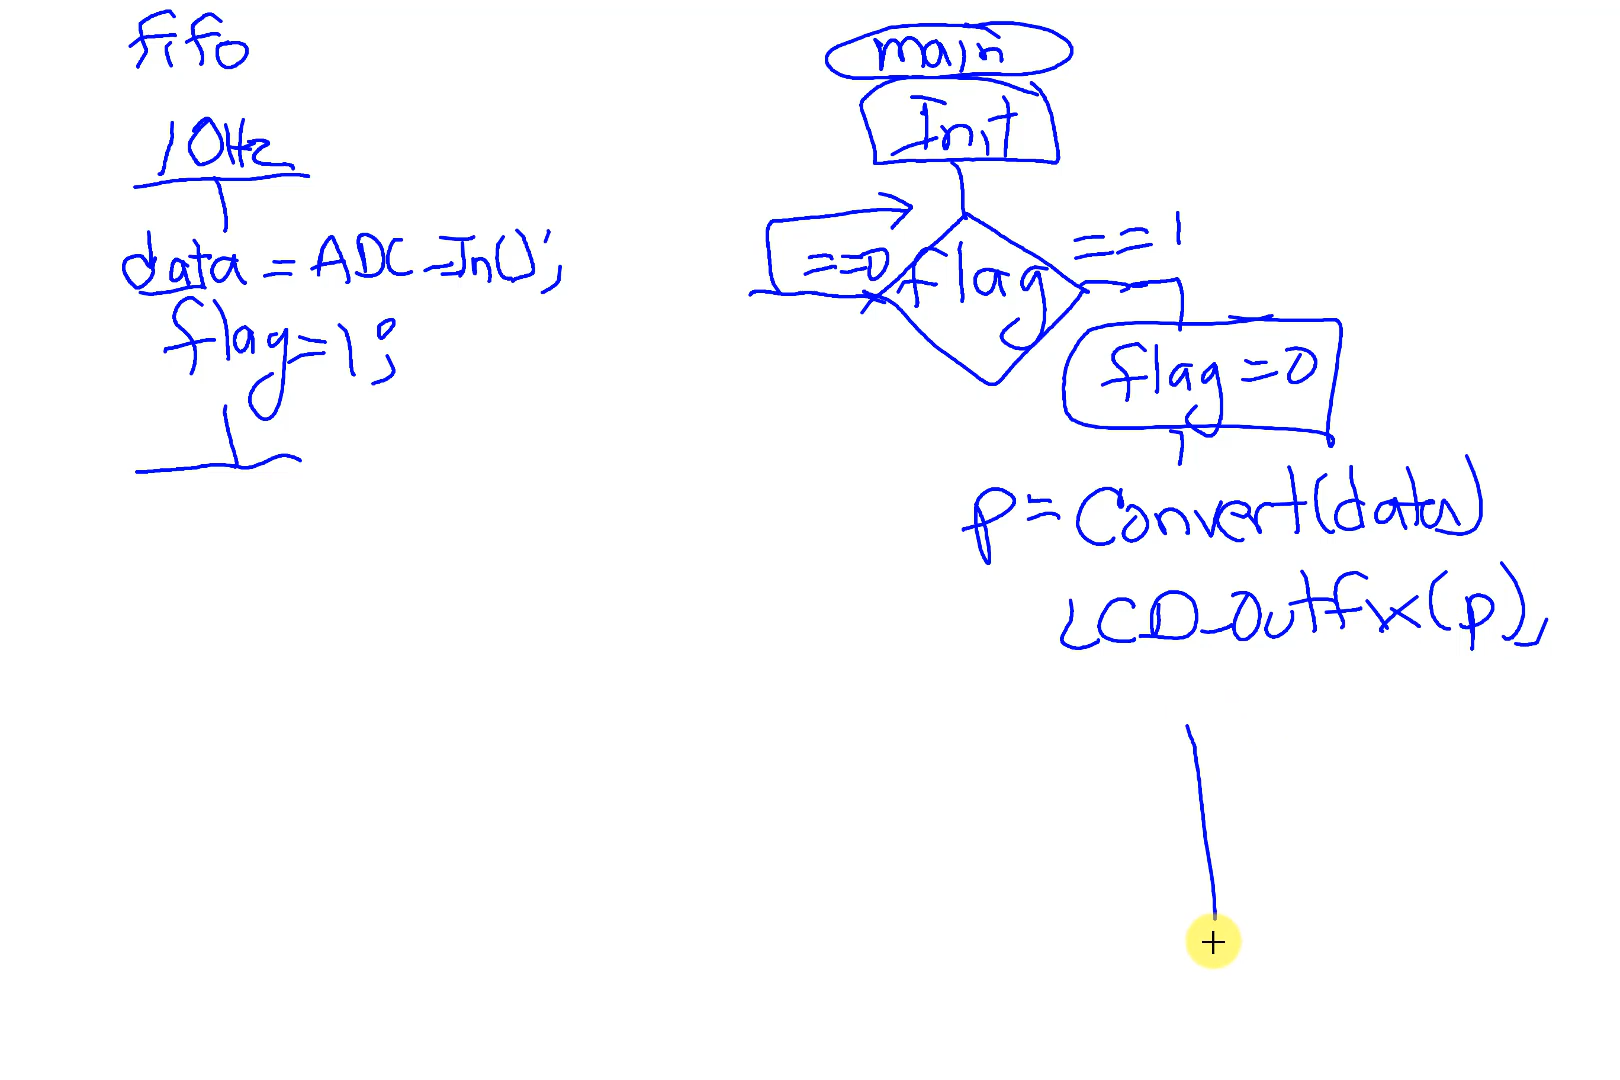 fifo
10Hz
data = ADC_In();
flag=1;
main
Init
==0
flag
==1
flag=0
p=Convert(data)
LCD_Outfix(p);